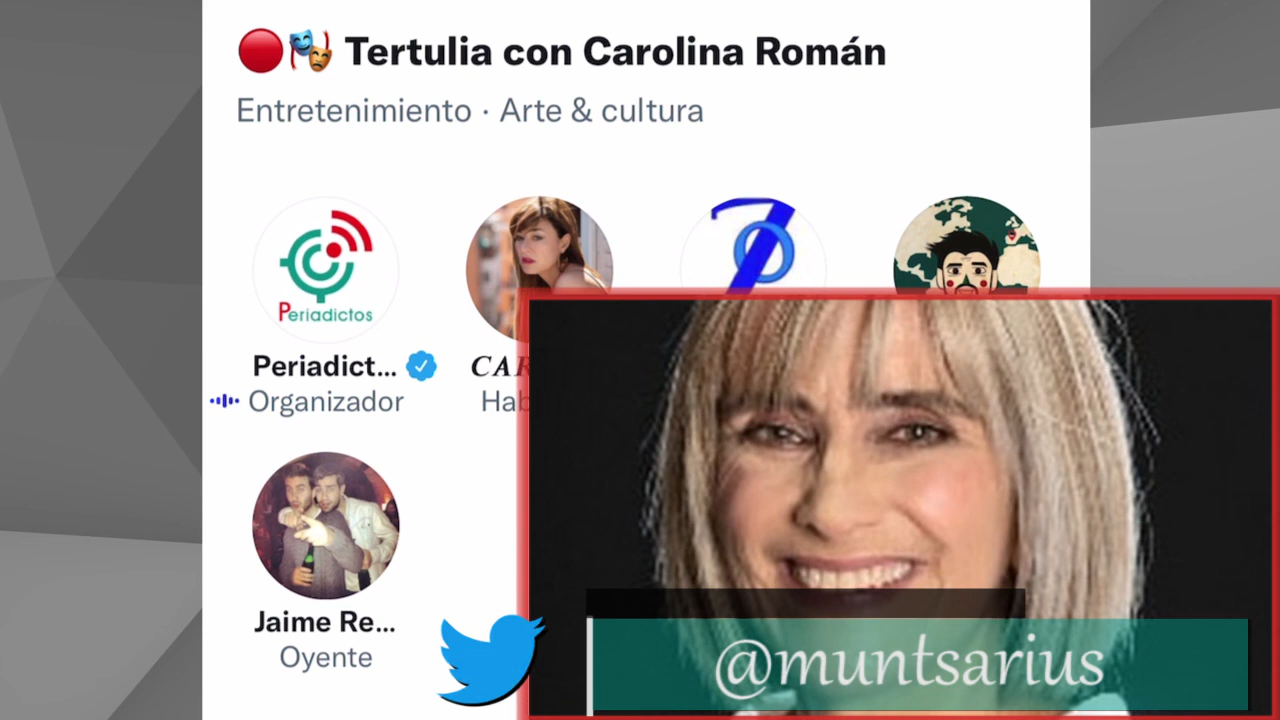 Tertulia con Carolina Román
Entretenimiento · Arte & cultura
Periadictos
Periadict...
Organizador
Jaime Re...
Oyente
@muntsarius